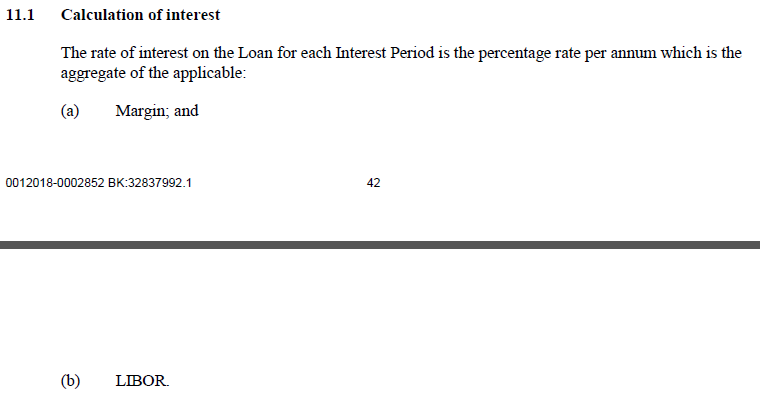 11.1 Calculation of interest
The rate of interest on the Loan for each Interest Period is the percentage rate per annum which is the
aggregate of the applicable:
(a) Margin; and
0012018-0002852 BK:32837992.1 42
(b) LIBOR.